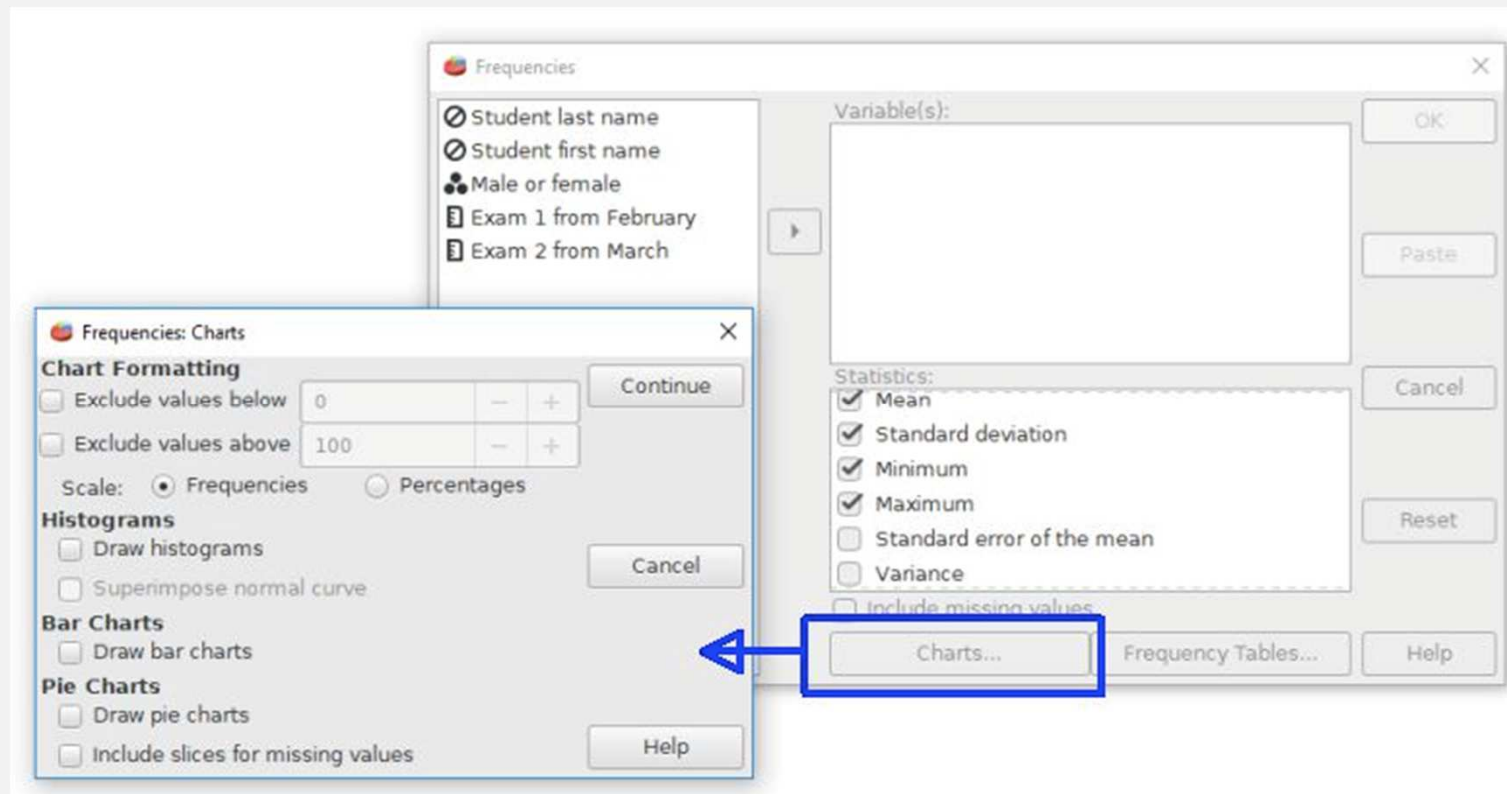 Frequencies
Student last name
Student first name
Male or female
Exam 1 from February
Exam 2 from March
Variable(s):
OK
Paste
Statistics:
Mean
Standard deviation
Minimum
Maximum
Standard error of the mean
Variance
Include missing values
Cancel
Reset
Charts...
Frequency Tables...
Help
Frequencies: Charts
Chart Formatting
Exclude values below 0
Exclude values above 100
Scale: Frequencies Percentages
Histograms
Draw histograms
Superimpose normal curve
Bar Charts
Draw bar charts
Pie Charts
Draw pie charts
Include slices for missing values
Continue
Cancel
Help